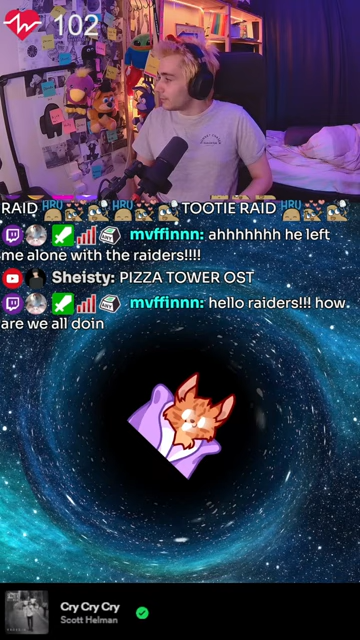 102
RAID HRU HRU TOOTIE RAID HRU
mvffinnn: ahhhhhhh he left
me alone with the raiders!!!!
Sheisty: PIZZA TOWER OST
mvffinnn: hello raiders!!! how
are we all doin
Cry Cry Cry
Scott Helman